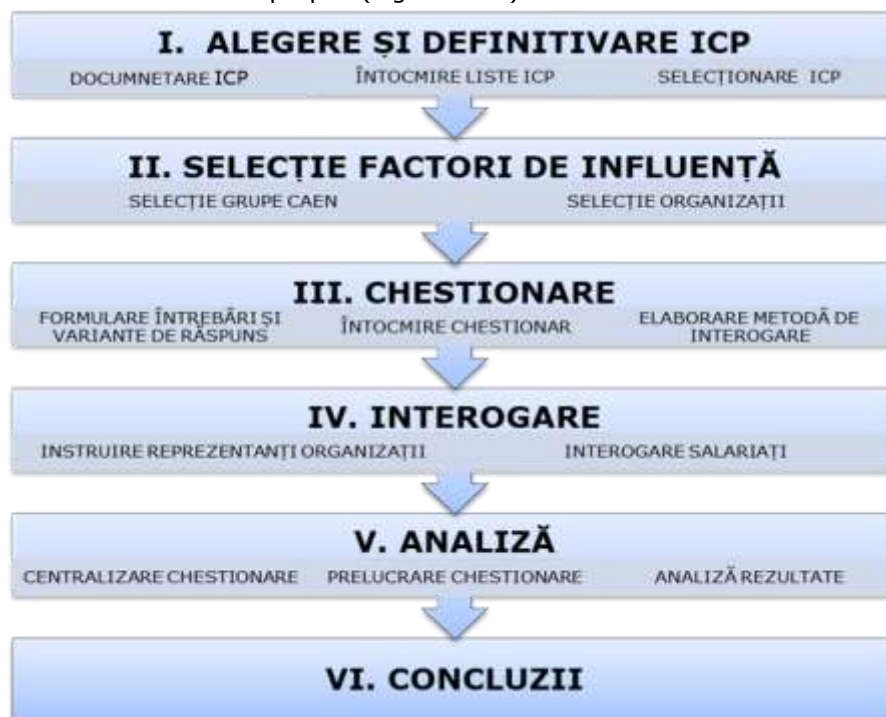 I. ALEGERE ȘI DEFINITIVARE ICP
DOCUMNETARE ICP ÎNTOCMIRE LISTE ICP SELECȚIONARE ICP
II. SELECȚIE FACTORI DE INFLUENȚĂ
SELECȚIE GRUPE CAEN SELECȚIE ORGANIZAȚII
III. CHESTIONARE
FORMULARE ÎNTREBĂRI ȘI
VARIANTE DE RĂSPUNS
ÎNTOCMIRE CHESTIONAR
ELABORARE METODĂ DE
INTEROGARE
IV. INTEROGARE
INSTRUIRE REPREZENTANȚI ORGANIZAȚII INTEROGARE SALARIAȚI
V. ANALIZĂ
CENTRALIZARE CHESTIONARE PRELUCRARE CHESTIONARE ANALIZĂ REZULTATE
VI. CONCLUZII